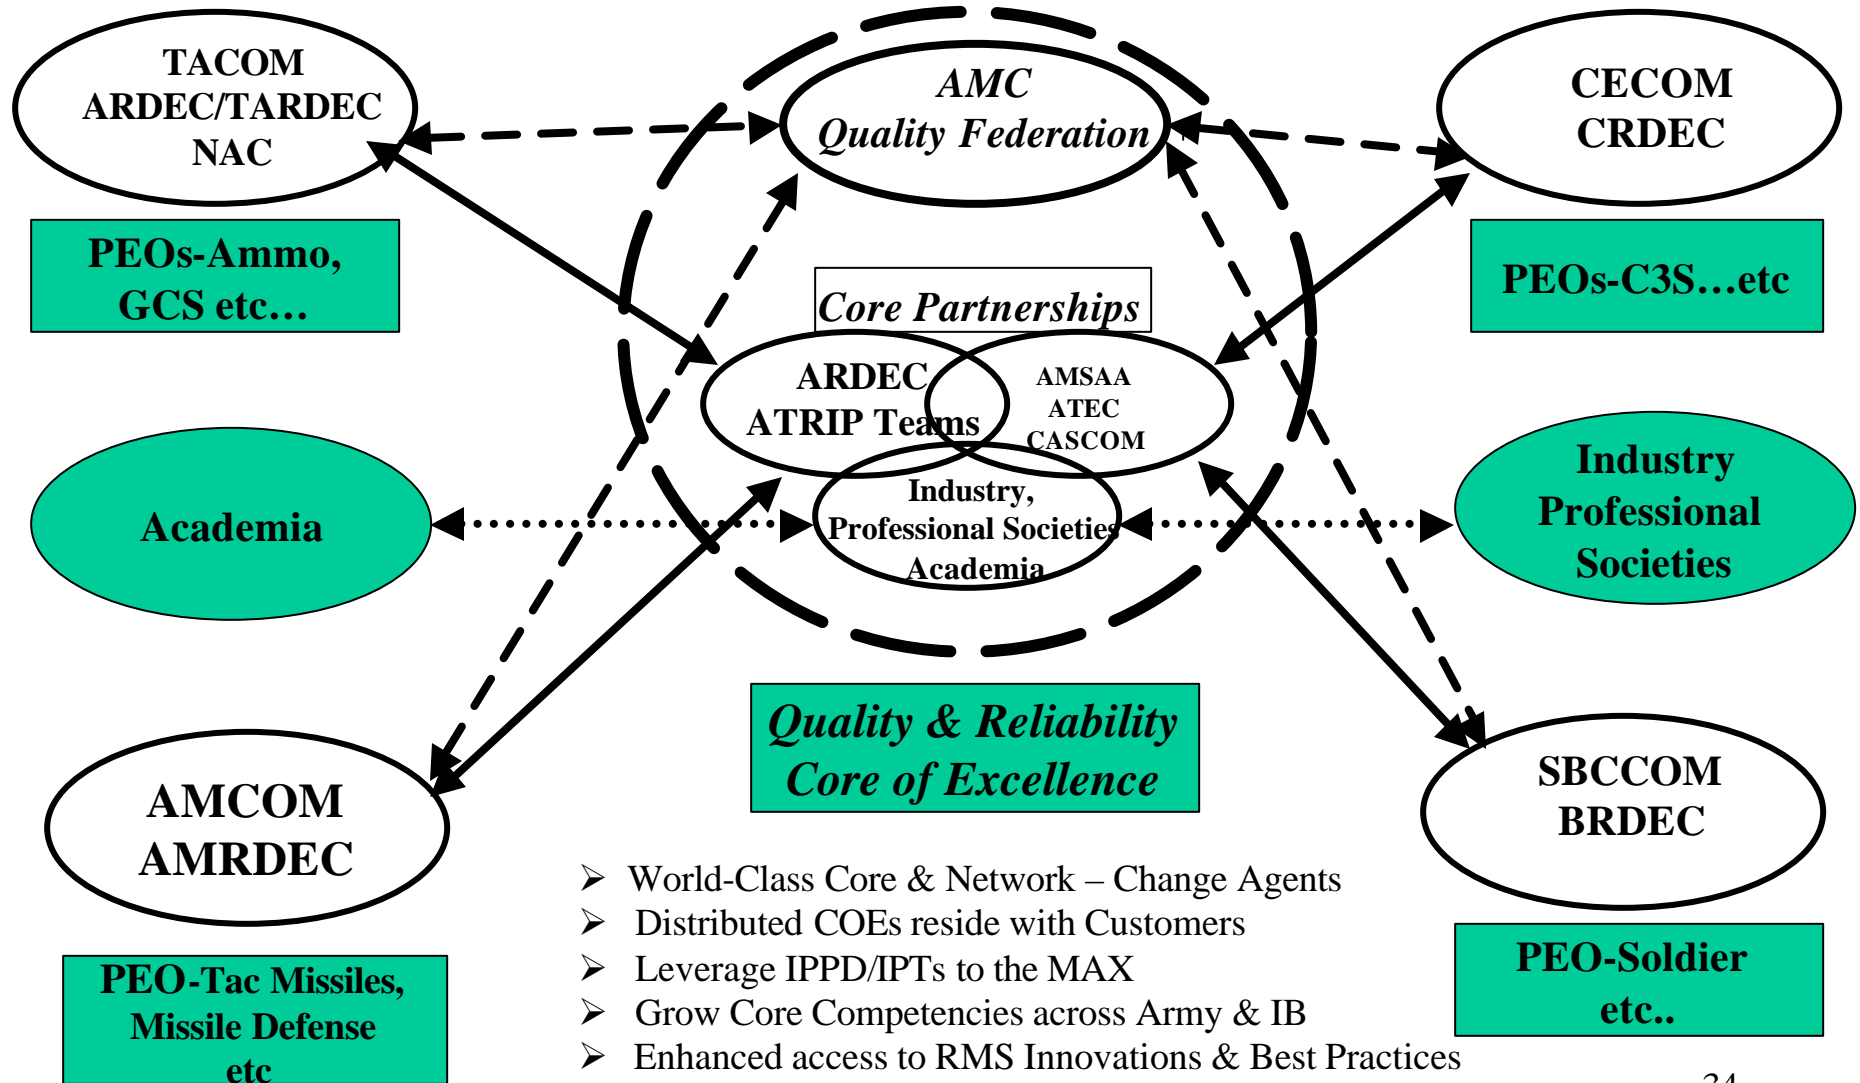 TACOM
ARDEC/TARDEC
NAC
AMC
Quality Federation
CECOM
CRDEC
PEOs-Ammo,
GCS etc…
PEOs-C3S…etc
Core Partnerships
ARDEC
ATRIP Teams
AMSAA
ATEC
CASCOM
Industry,
Professional Societies
Academia
Academia
Industry
Professional
Societies
Quality & Reliability
Core of Excellence
AMCOM
AMRDEC
SBCCOM
BRDEC
PEO-Tac Missiles,
Missile Defense
etc
PEO-Soldier
etc..
➢ World-Class Core & Network – Change Agents
➢ Distributed COEs reside with Customers
➢ Leverage IPPD/IPTs to the MAX
➢ Grow Core Competencies across Army & IB
➢ Enhanced access to RMS Innovations & Best Practices
34